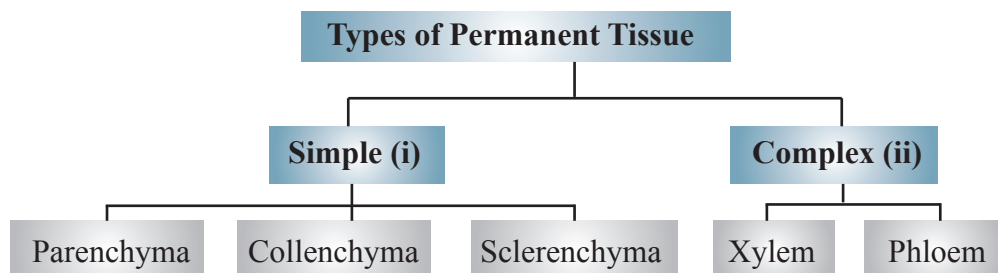 Types of Permanent Tissue
Simple (i)
Complex (ii)
Parenchyma
Collenchyma
Sclerenchyma
Xylem
Phloem